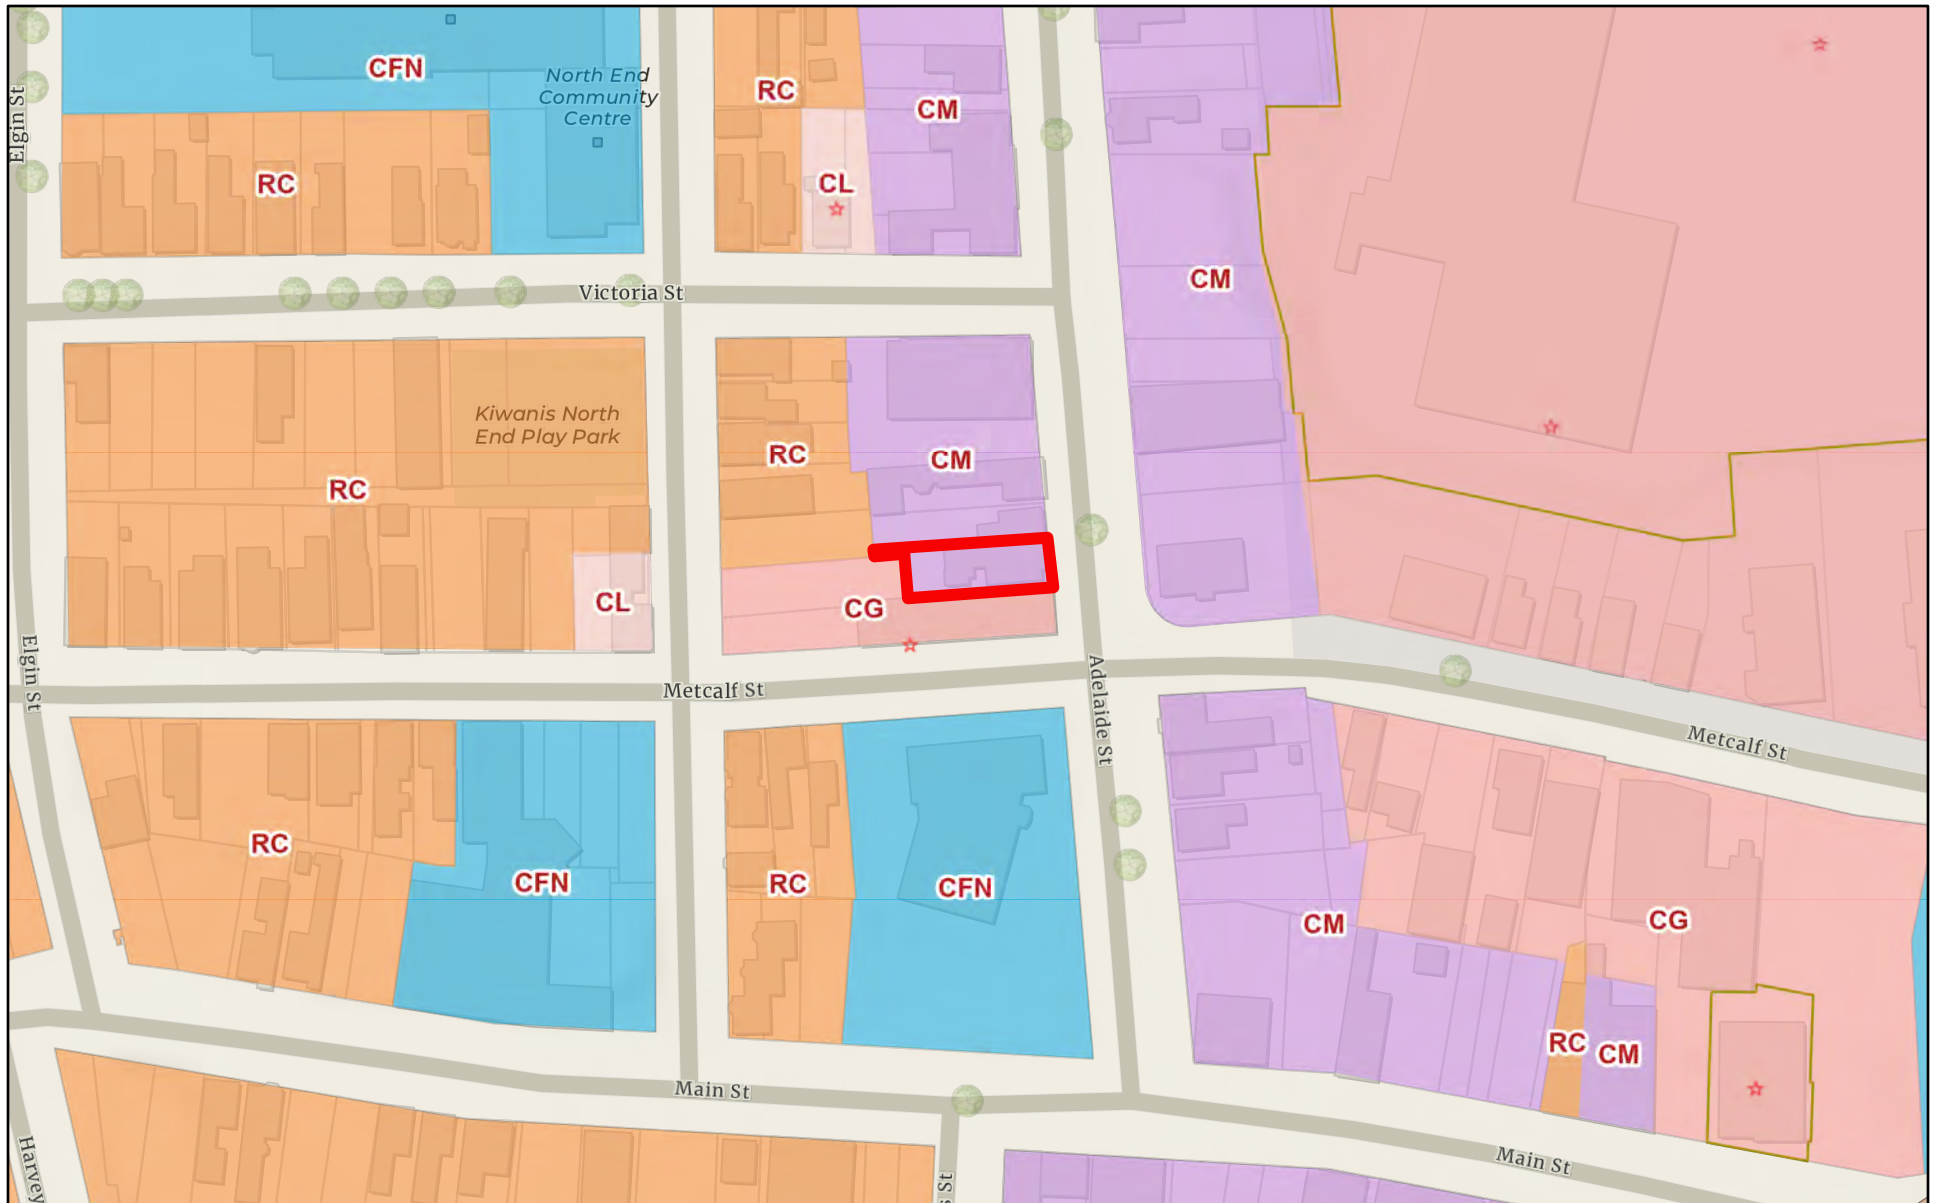 CFN
North End
Community
Centre
RC
CM
Elgin St
RC
CL
CM
Victoria St
Kiwanis North
End Play Park
RC
RC
CM
CL
CG
Elgin St
Metcalf St
Adelaide St
Metcalf St
RC
CFN
RC
CFN
CM
CG
RC
CM
Main St
Main St
Harvey
St